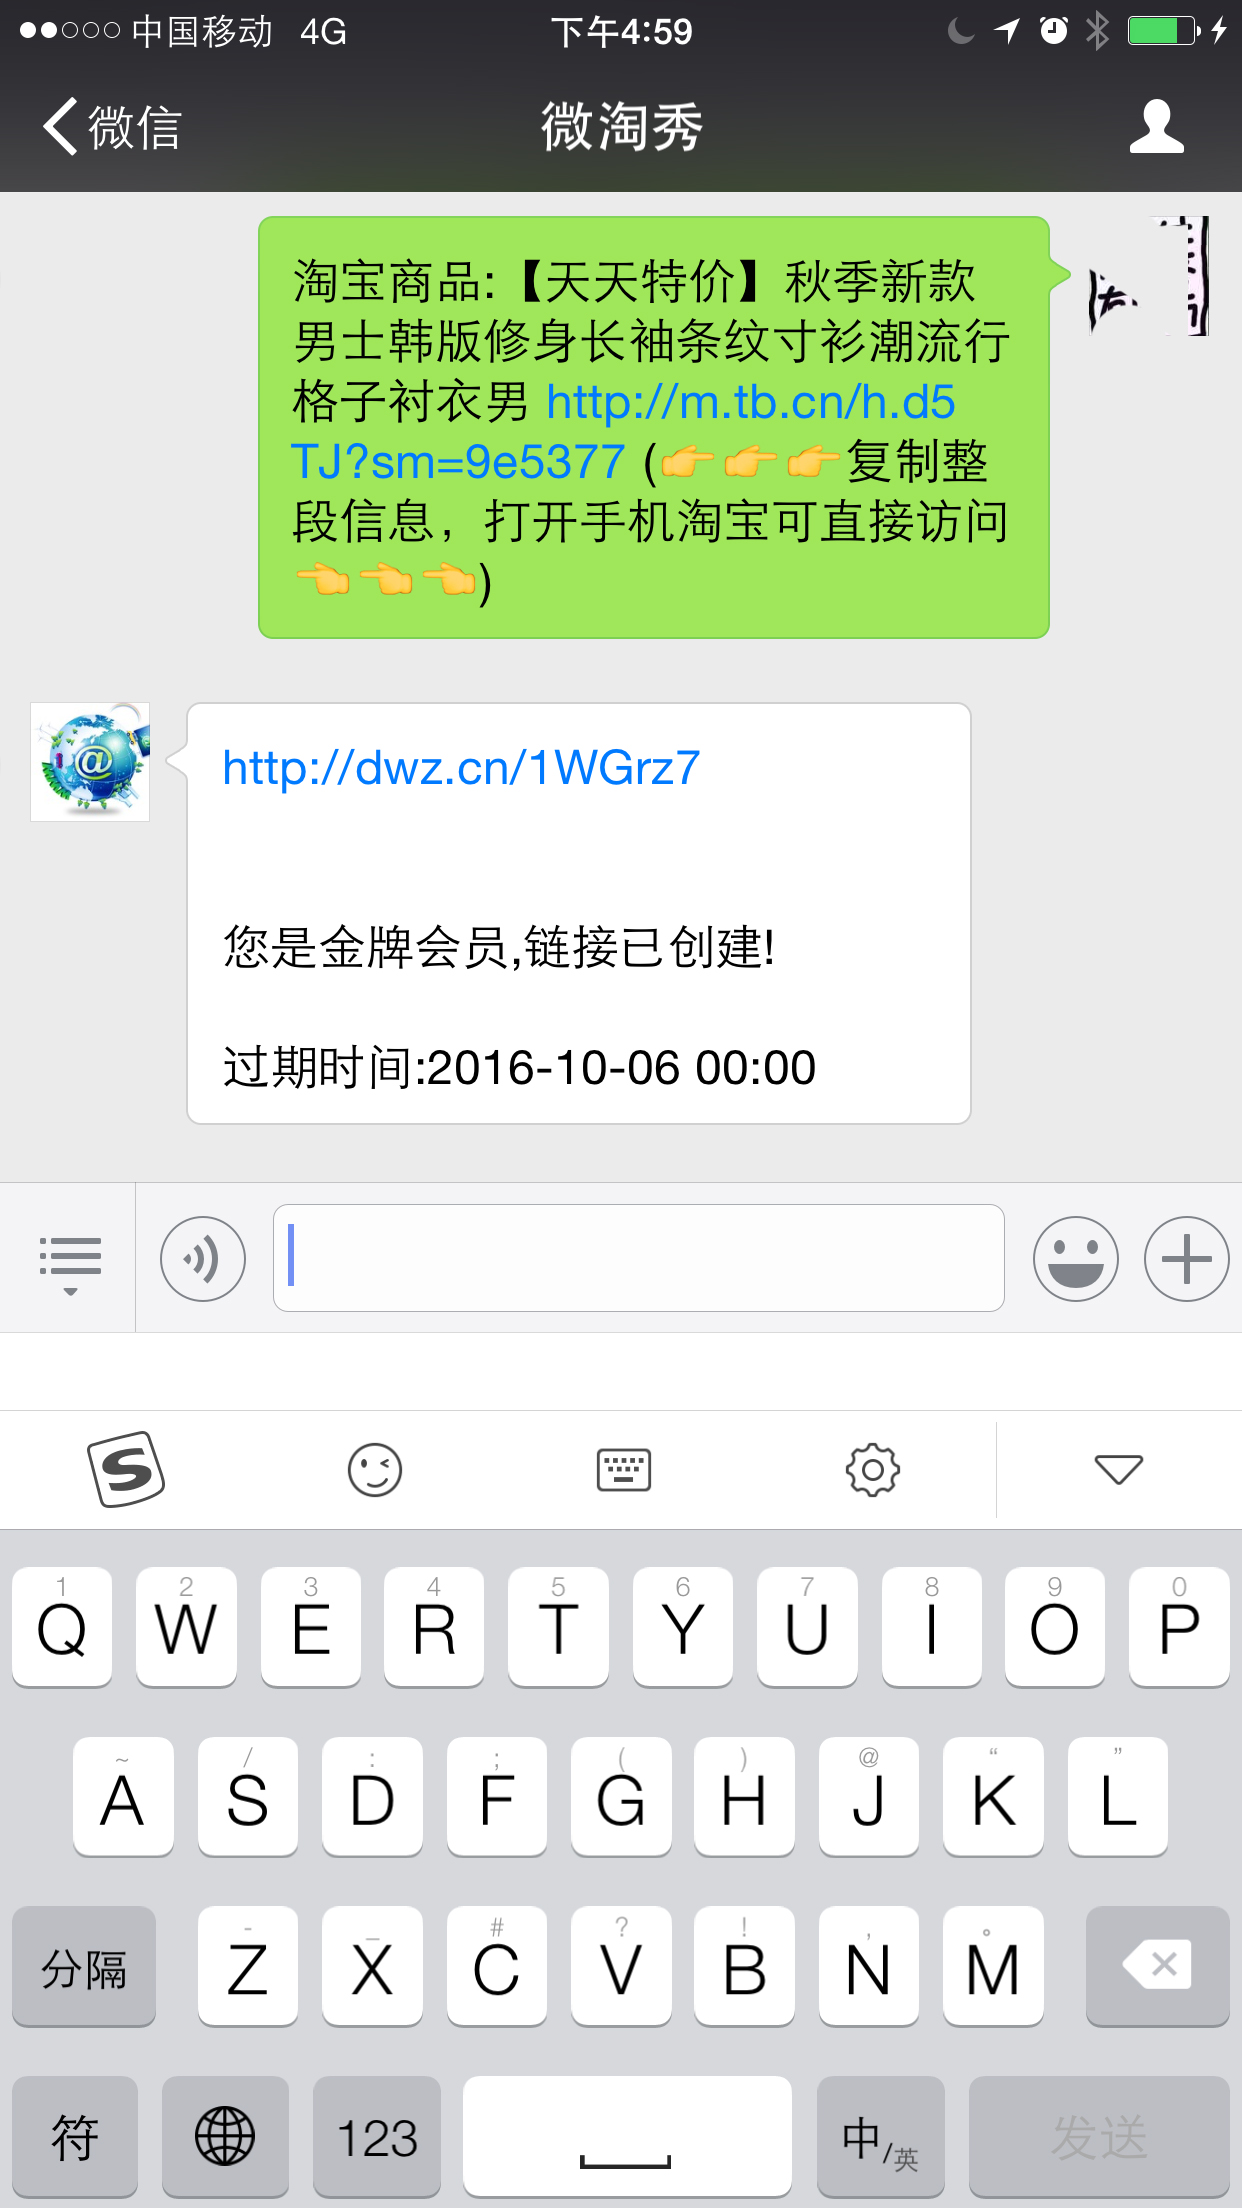 中国移动 4G 下午4:59
微信 微淘秀
淘宝商品:【天天特价】秋季新款
男士韩版修身长袖条纹寸衫潮流行
格子衬衣男 http://m.tb.cn/h.d5
TJ?sm=9e5377 (👉👉👉复制整
段信息，打开手机淘宝可直接访问
👈👈👈)
http://dwz.cn/1WGrz7
您是金牌会员,链接已创建!
过期时间:2016-10-06 00:00
1 2 3 4 5 6 7 8 9 0
Q W E R T Y U I O P
~ / : ; ( ) @ “ ”
A S D F G H J K L
- _ # ? ! , 。
分隔 Z X C V B N M
符 123 中/英 发送